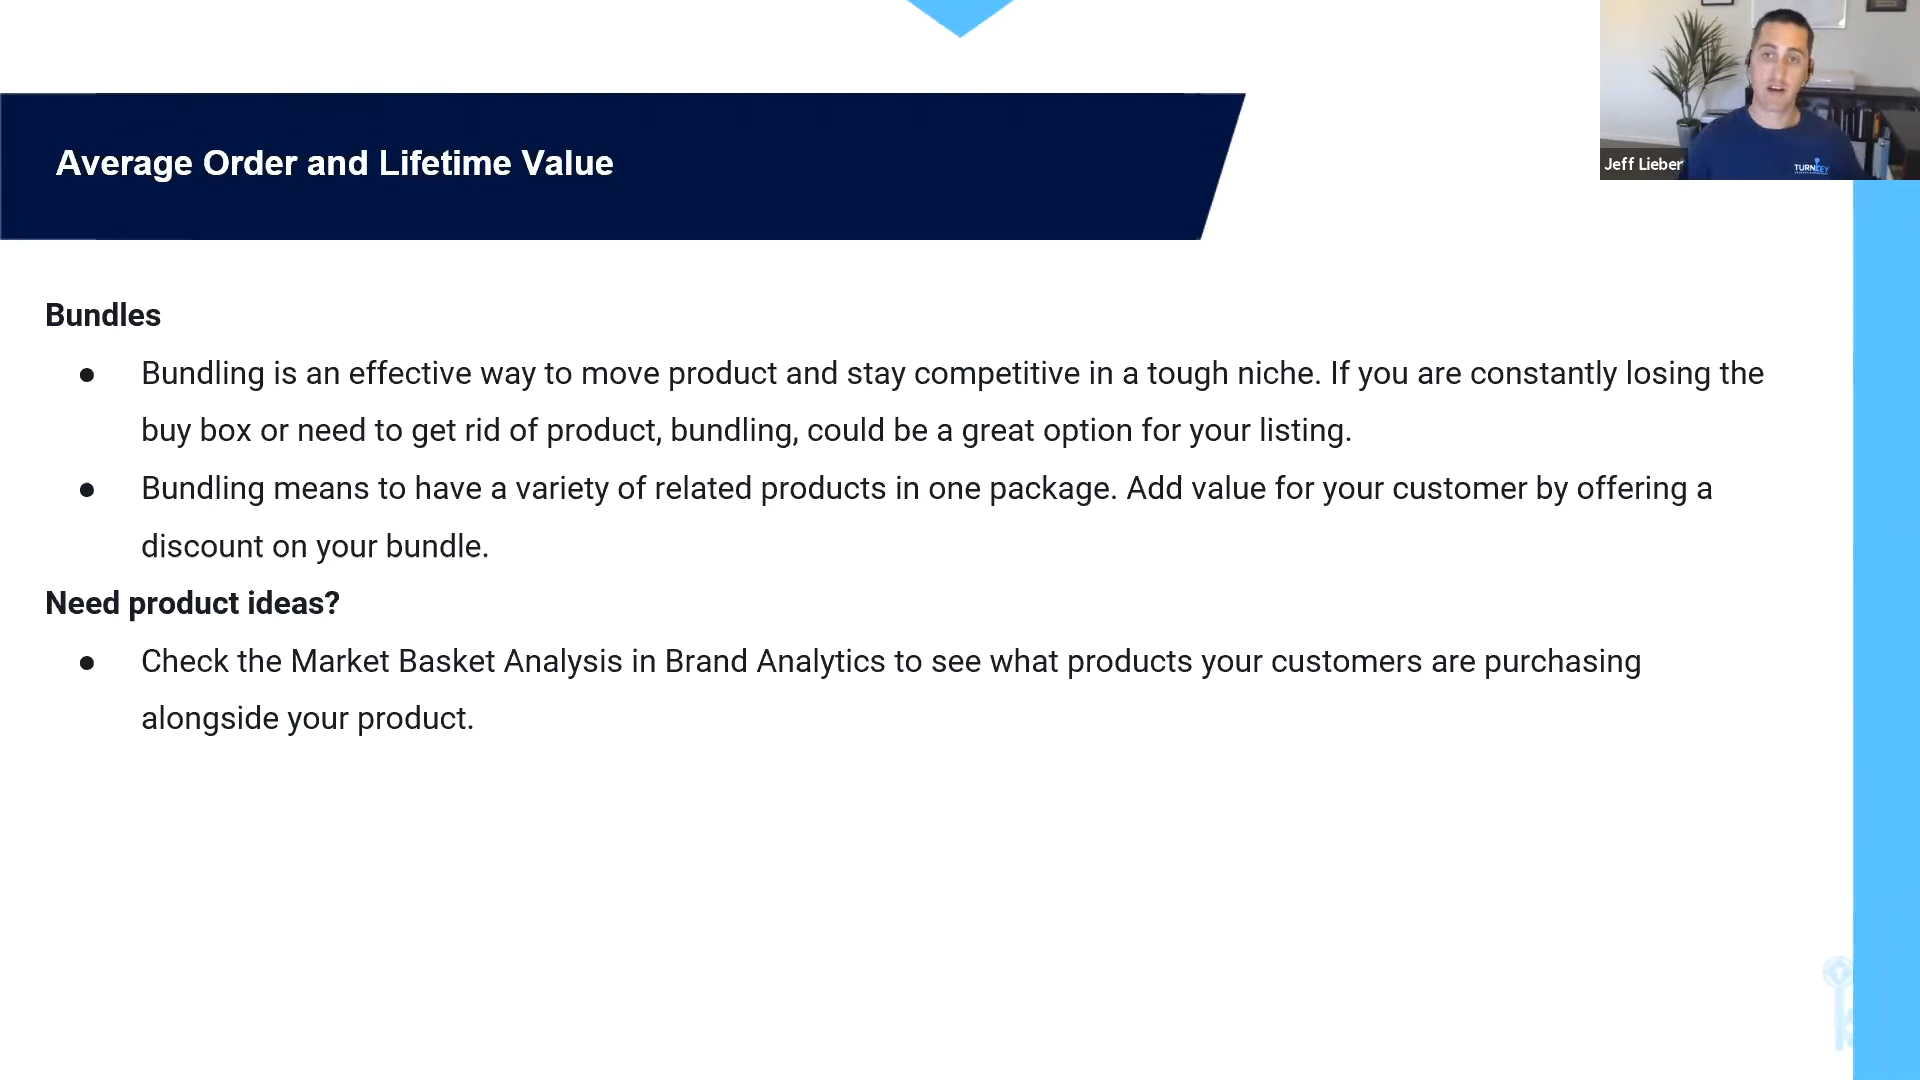 Average Order and Lifetime Value
Jeff Lieber
TURNKEY
Bundles
● Bundling is an effective way to move product and stay competitive in a tough niche. If you are constantly losing the
buy box or need to get rid of product, bundling, could be a great option for your listing.
● Bundling means to have a variety of related products in one package. Add value for your customer by offering a
discount on your bundle.
Need product ideas?
● Check the Market Basket Analysis in Brand Analytics to see what products your customers are purchasing
alongside your product.